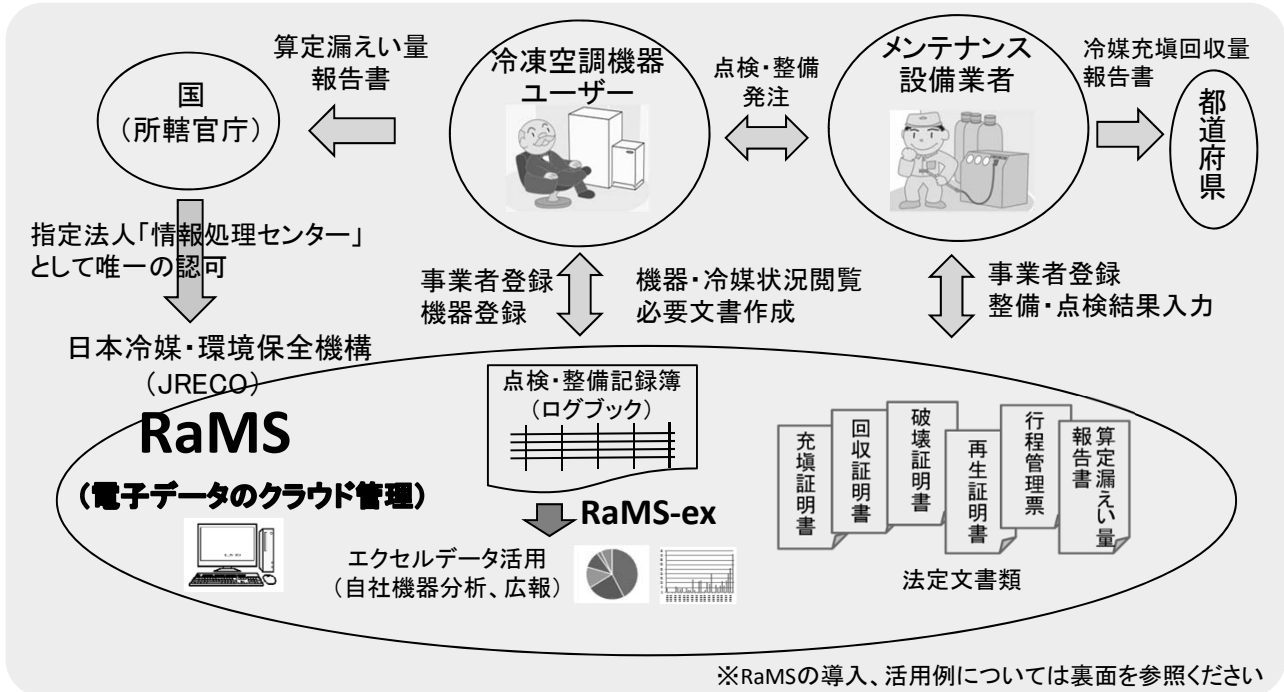 算定漏えい量
報告書
国
（所轄官庁）
冷凍空調機器
ユーザー
点検・整備
発注
メンテナンス
設備業者
冷媒充塡回収量
報告書
都道府県
指定法人「情報処理センター」
として唯一の認可
事業者登録
機器登録
機器・冷媒状況閲覧
必要文書作成
事業者登録
整備・点検結果入力
日本冷媒・環境保全機構
（JRECO）
RaMS
（電子データのクラウド管理）
点検・整備記録簿
（ログブック）
RaMS-ex
エクセルデータ活用
（自社機器分析、広報）
充塡証明書
回収証明書
破壊証明書
再生証明書
行程管理票
算定漏えい量
報告書
法定文書類
※RaMSの導入、活用例については裏面を参照ください